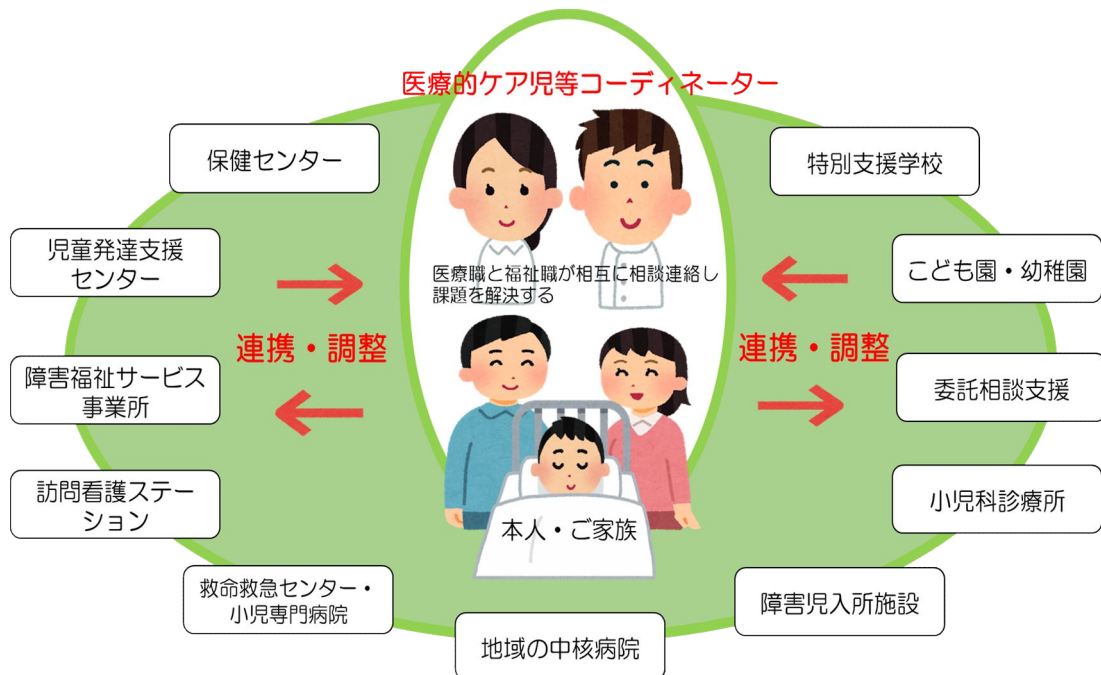 医療的ケア児等コーディネーター
保健センター
特別支援学校
児童発達支援
センター
こども園・幼稚園
医療職と福祉職が相互に相談連絡し
課題を解決する
連携・調整
連携・調整
障害福祉サービス
事業所
委託相談支援
訪問看護ステー
ション
小児科診療所
本人・ご家族
救命救急センター・
小児専門病院
障害児入所施設
地域の中核病院